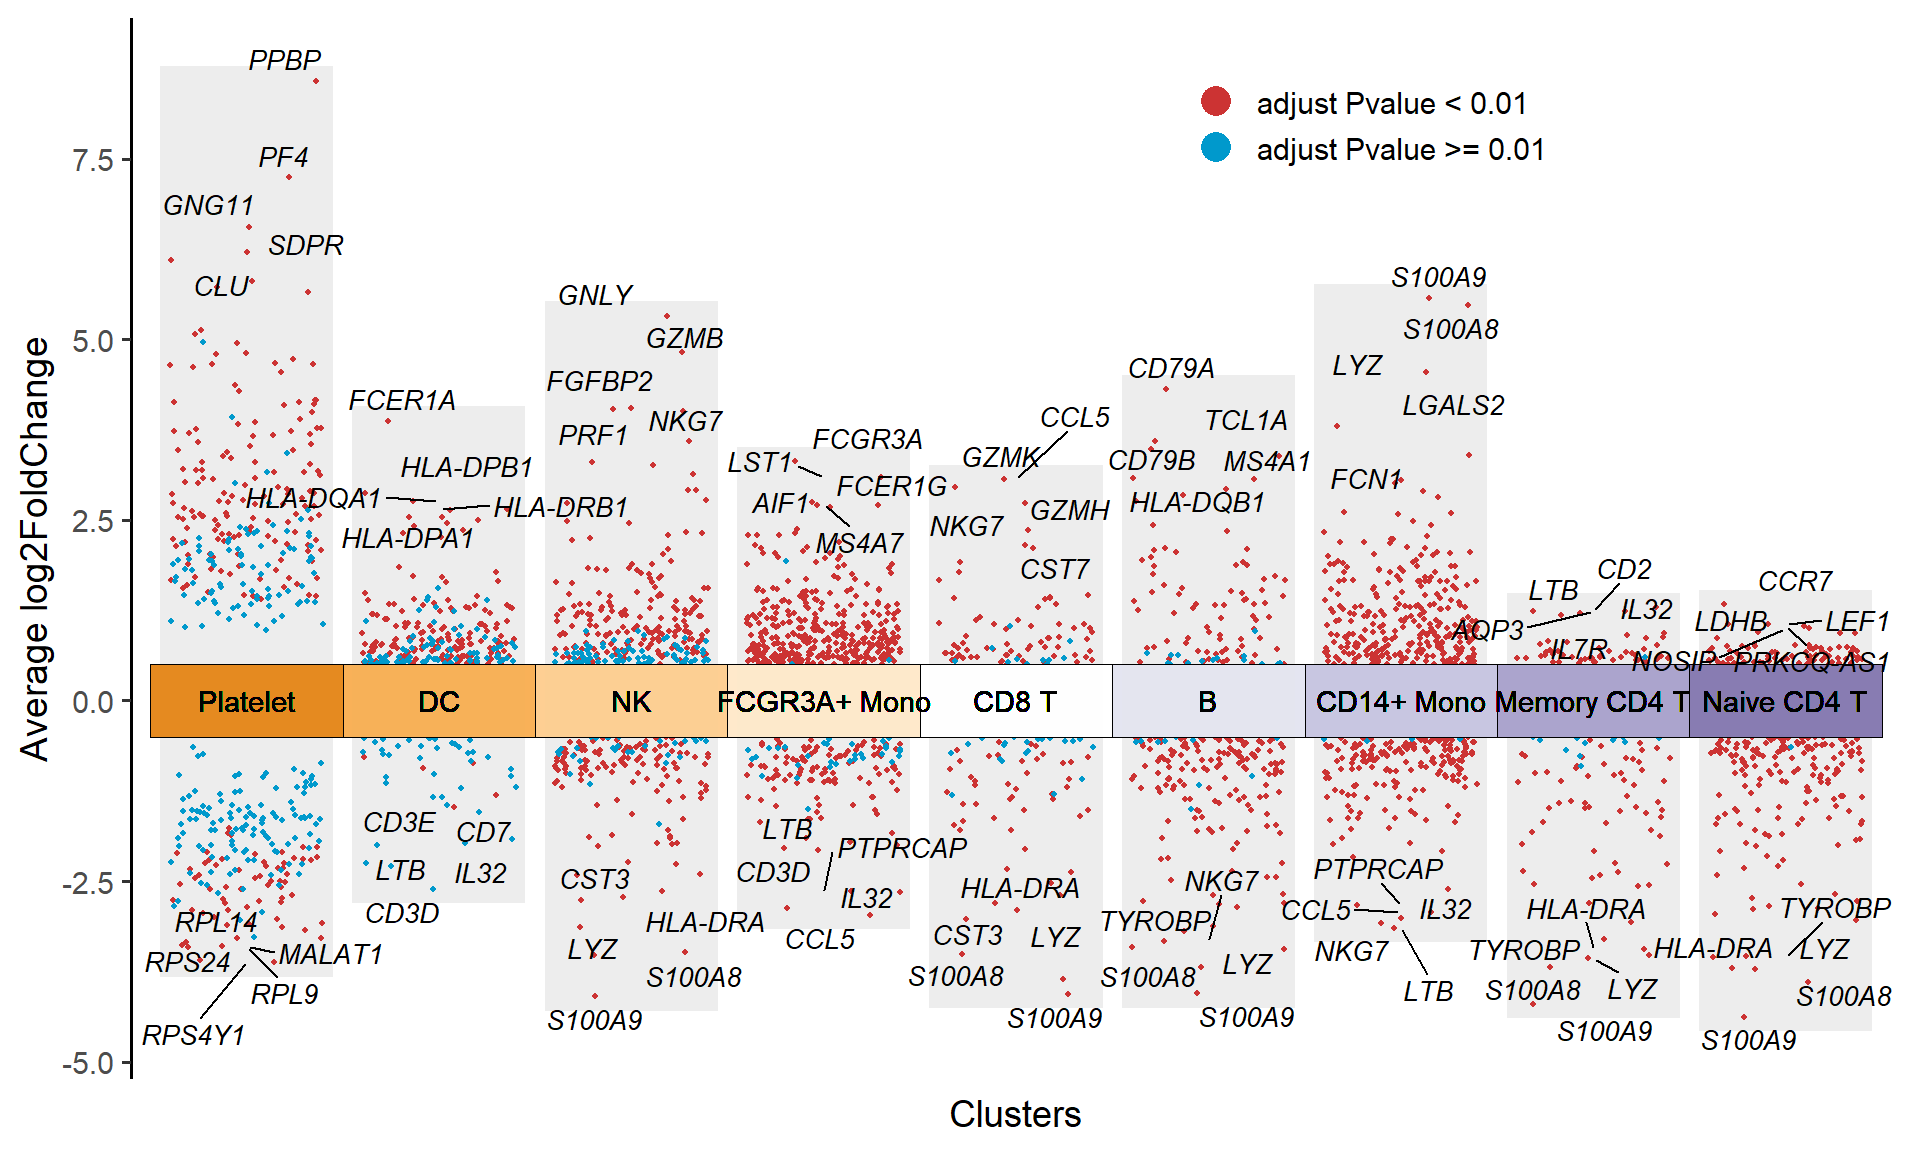 Average log2FoldChange
7.5
5.0
2.5
0.0
-2.5
-5.0
adjust Pvalue < 0.01
adjust Pvalue >= 0.01
PPBP
PF4
GNG11
SDPR
CLU
FCER1A
HLA-DPB1
HLA-DQA1
HLA-DRB1
HLA-DPA1
GNLY
GZMB
FGFBP2
NKG7
PRF1
FCGR3A
LST1
FCER1G
AIF1
MS4A7
CCL5
GZMK
GZMH
NKG7
CST7
CD79A
TCL1A
CD79B
MS4A1
HLA-DQB1
S100A9
S100A8
LYZ
LGALS2
FCN1
CD2
LTB
IL32
AQP3
IL7R
CCR7
LDHB
LEF1
NOSIP
PRKCQ-AS1
Platelet
DC
NK
FCGR3A+ Mono
CD8 T
B
CD14+ Mono
Memory CD4 T
Naive CD4 T
RPL14
RPS24
MALAT1
RPL9
RPS4Y1
CD3E
CD7
LTB
IL32
CD3D
CST3
HLA-DRA
LYZ
S100A8
S100A9
LTB
PTPRCAP
CD3D
IL32
CCL5
HLA-DRA
CST3
LYZ
S100A8
S100A9
NKG7
TYROBP
LYZ
S100A8
S100A9
PTPRCAP
CCL5
IL32
NKG7
LTB
HLA-DRA
TYROBP
S100A8
LYZ
S100A9
TYROBP
HLA-DRA
LYZ
S100A8
S100A9
Clusters